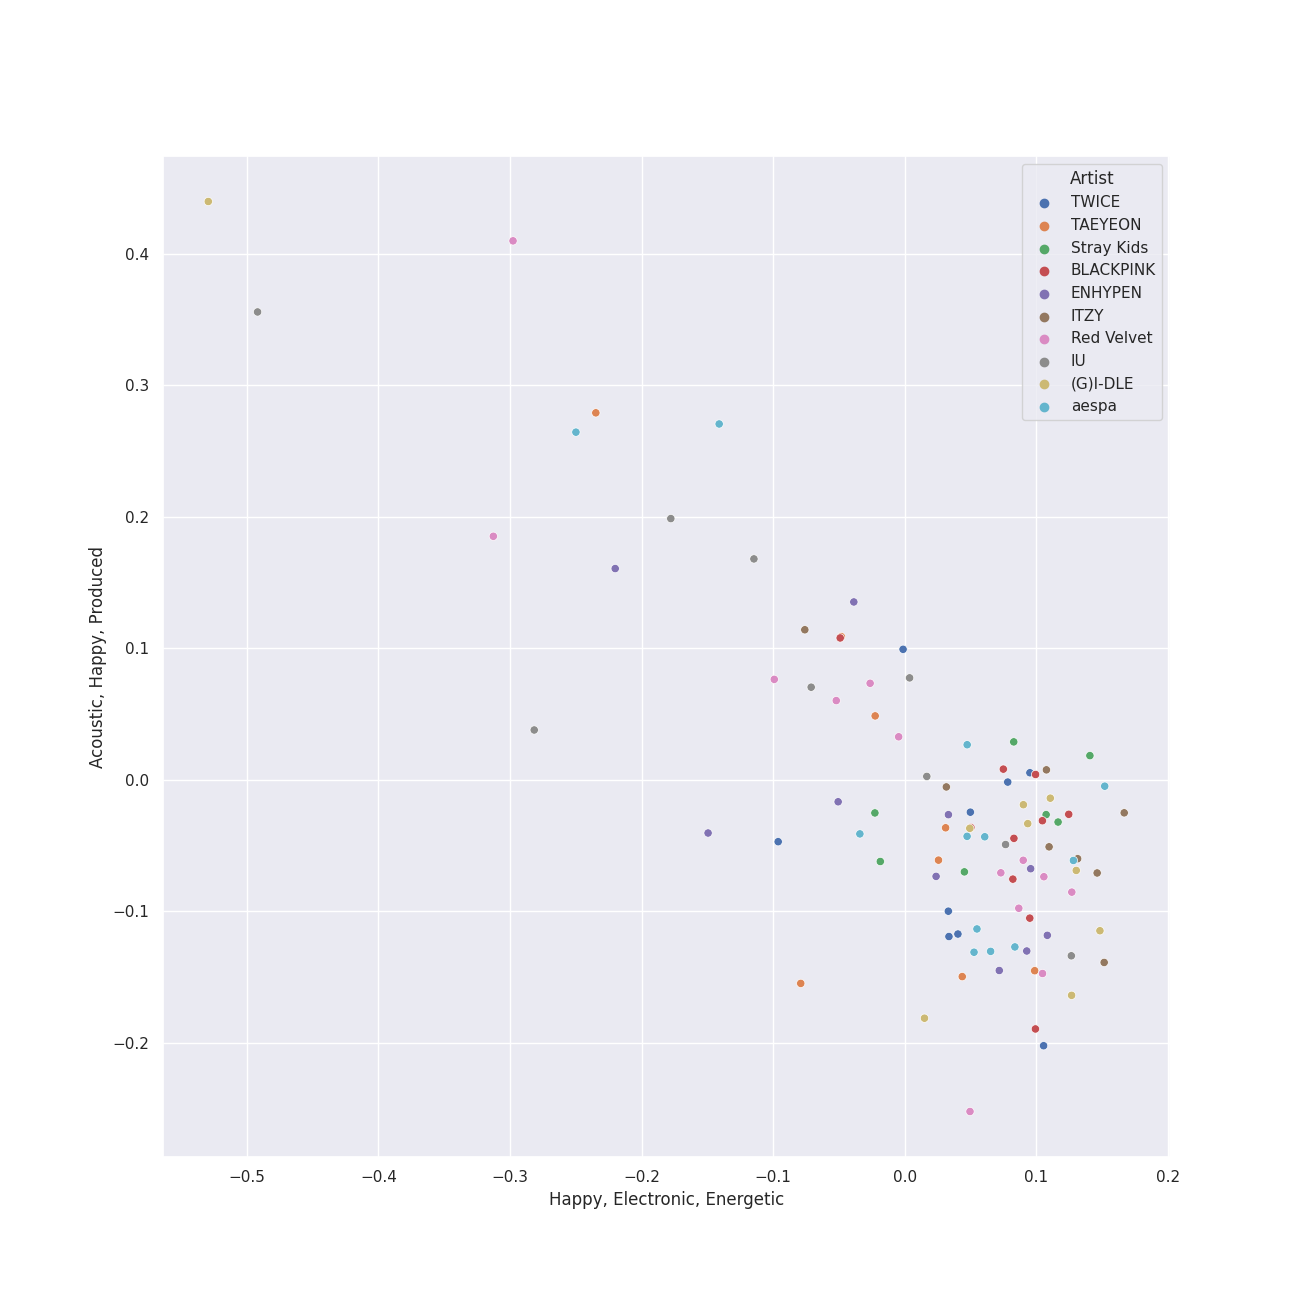 Artist
TWICE
TAEYEON
Stray Kids
BLACKPINK
ENHYPEN
ITZY
Red Velvet
IU
(G)I-DLE
aespa
0.4
0.3
0.2
0.1
0.0
−0.1
−0.2
Acoustic, Happy, Produced
−0.5 −0.4 −0.3 −0.2 −0.1 0.0 0.1 0.2
Happy, Electronic, Energetic